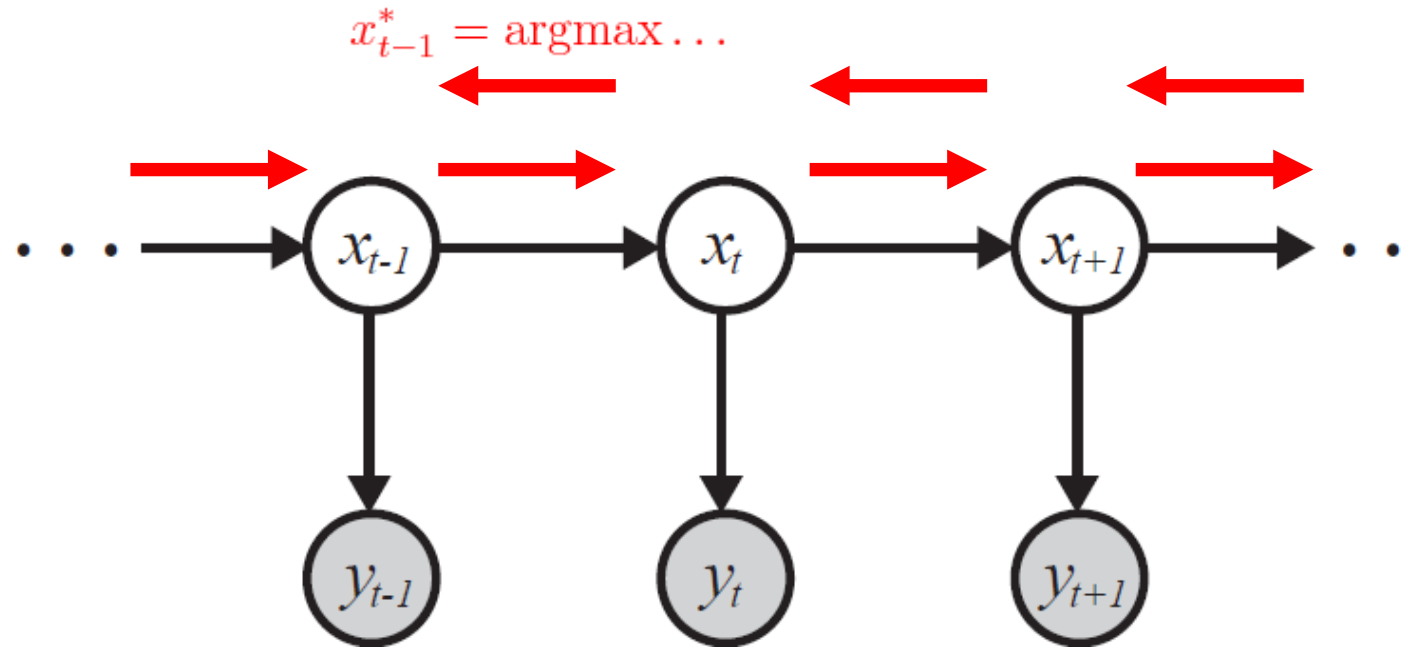 x*_{t-1} = argmax ...
. . . x_{t-1} x_t x_{t+1} . .
y_{t-1} y_t y_{t+1}